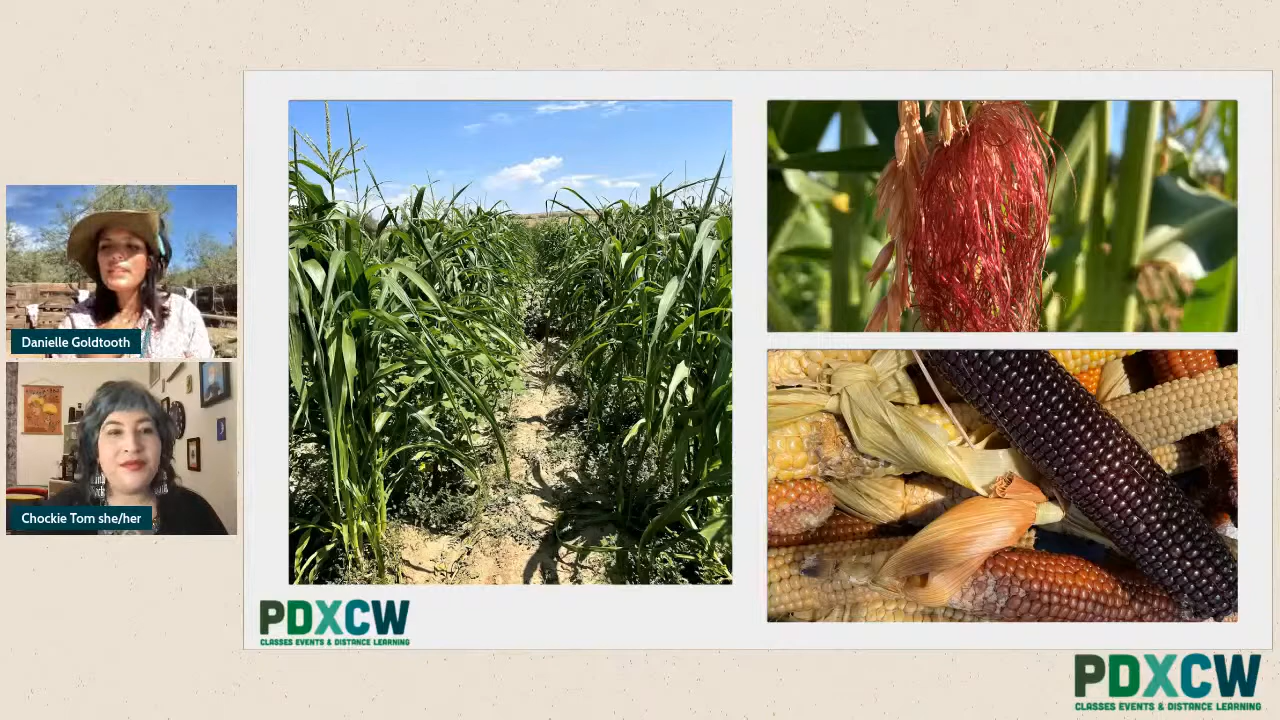 Danielle Goldtooth
Chockie Tom she/her
PDXCW
CLASSES EVENTS & DISTANCE LEARNING
PDXCW
CLASSES EVENTS & DISTANCE LEARNING